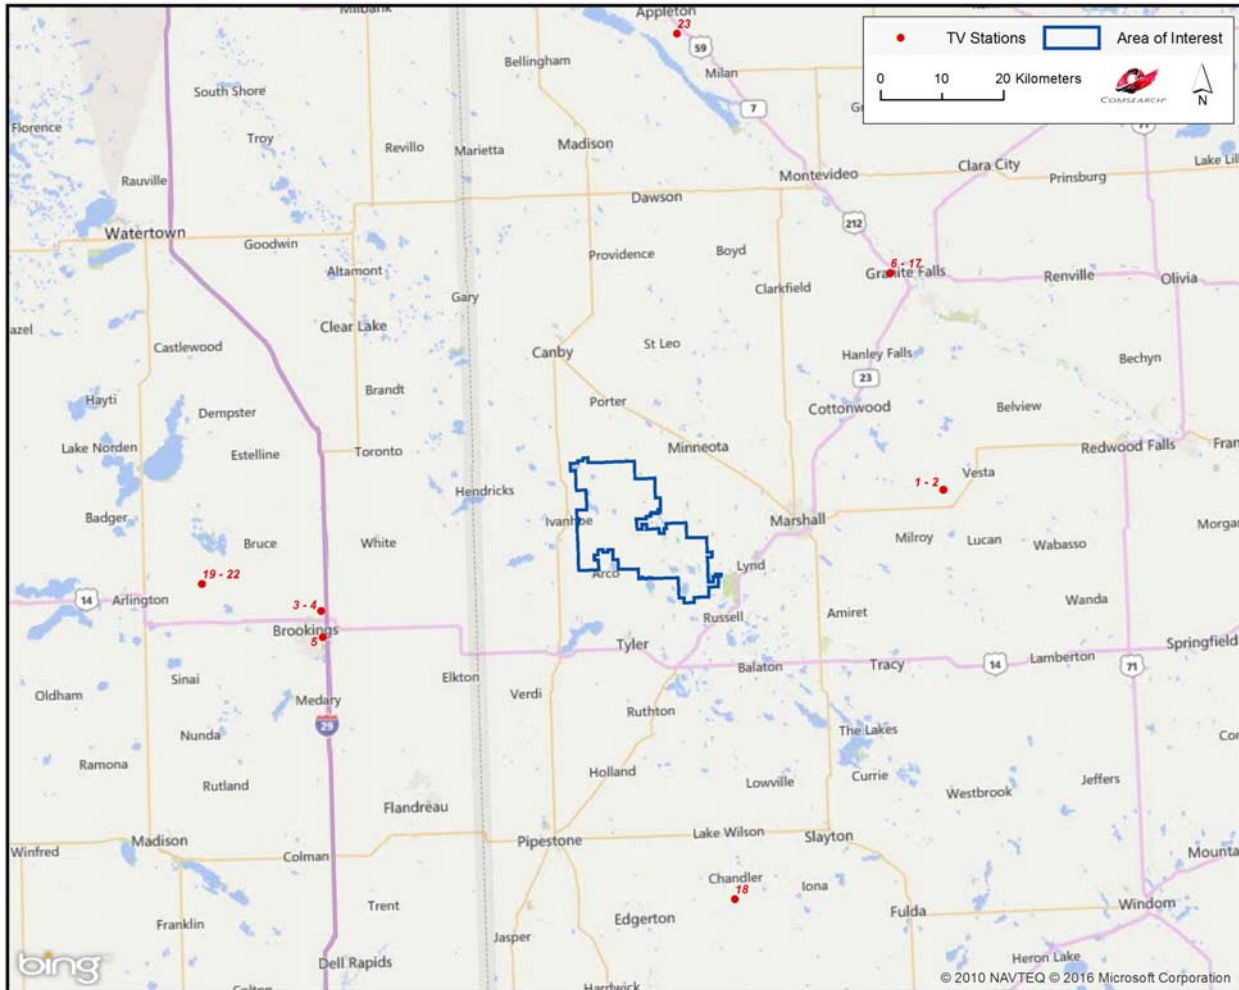 Milbank
Appleton
23
TV Stations
Area of Interest
59
Bellingham
Milan
0 10 20 Kilometers
COMSEARCH
N
South Shore
7
Florence
Troy
Revillo
Marietta
Madison
71
Clara City
Lake Lill
Rauville
Montevideo
Prinsburg
Dawson
Watertown
212
Goodwin
Providence
Boyd
6 - 17
Altamont
Granite Falls
Renville
Olivia
Clarkfield
Gary
azel
Clear Lake
Castlewood
Canby
St Leo
Hanley Falls
Bechyn
23
Brandt
Hayti
Dempster
Porter
Cottonwood
Belview
Lake Norden
Estelline
Toronto
Minneota
Redwood Falls
Fran
Vesta
1 - 2
Hendricks
Badger
Ivanhoe
Marshall
Morgan
Bruce
White
Milroy
Lucan
Wabasso
19 - 22
Arco
Lynd
14
Arlington
3 - 4
Wanda
Brookings
Russell
Amiret
5
Tyler
Springfield
Sinai
Elkton
Balaton
Tracy
14
Lamberton
71
Oldham
Medary
Verdi
Ruthton
29
Nunda
The Lakes
Ramona
Rutland
Holland
Lowville
Currie
Jeffers
Westbrook
Flandreau
Madison
Pipestone
Lake Wilson
Slayton
Winfred
Colman
Mounta
Chandler
Iona
18
Trent
Windom
Franklin
Edgerton
Fulda
Jasper
Dell Rapids
Heron Lake
bing
Colton
Hardwick
© 2010 NAVTEQ © 2016 Microsoft Corporation